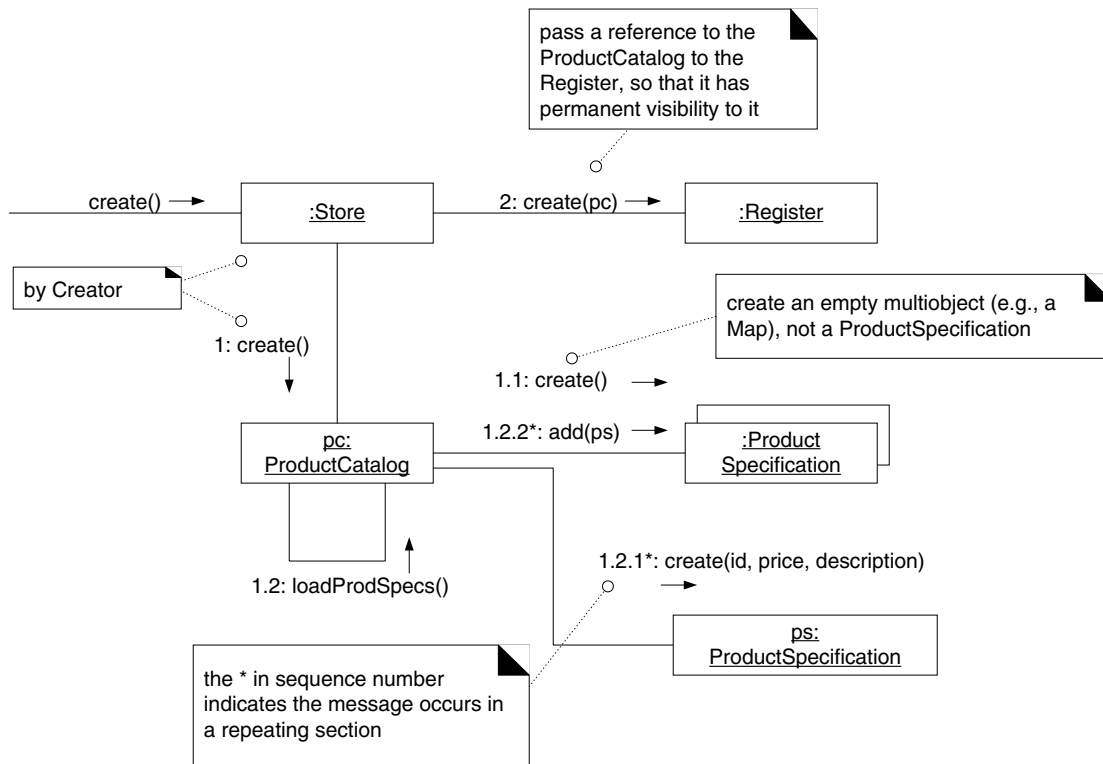 pass a reference to the
ProductCatalog to the
Register, so that it has
permanent visibility to it
create()
:Store
2: create(pc)
:Register
by Creator
create an empty multiobject (e.g., a
Map), not a ProductSpecification
1: create()
1.1: create()
pc:
ProductCatalog
1.2.2*: add(ps)
:Product
Specification
1.2: loadProdSpecs()
1.2.1*: create(id, price, description)
ps:
ProductSpecification
the * in sequence number
indicates the message occurs in
a repeating section